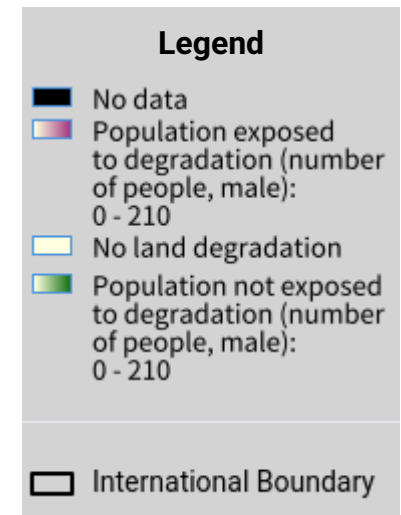 Legend
No data
Population exposed
to degradation (number
of people, male):
0 - 210
No land degradation
Population not exposed
to degradation (number
of people, male):
0 - 210
International Boundary